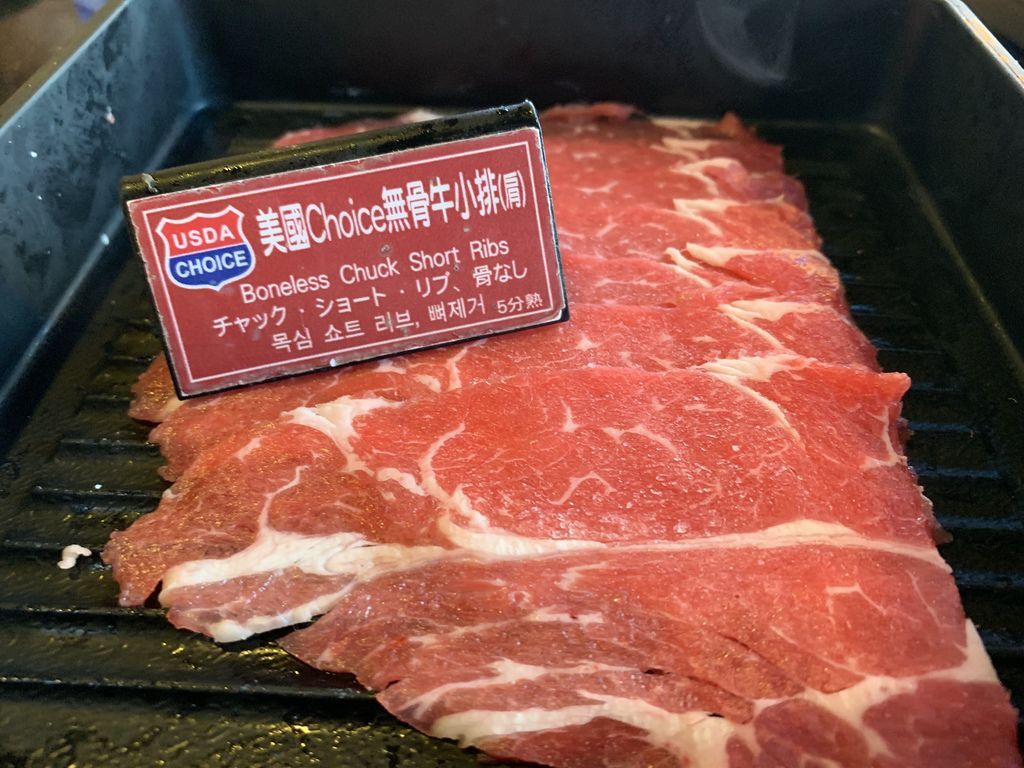 USDA
CHOICE
美國Choice無骨牛小排(肩)
Boneless Chuck Short Ribs
チャック・ショート・リブ、骨なし
목심 쇼트 리부, 뼈제거 5分熟